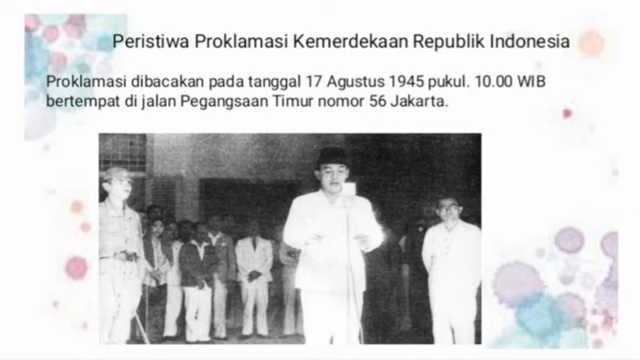 Peristiwa Proklamasi Kemerdekaan Republik Indonesia
Proklamasi dibacakan pada tanggal 17 Agustus 1945 pukul. 10.00 WIB
bertempat di jalan Pegangsaan Timur nomor 56 Jakarta.